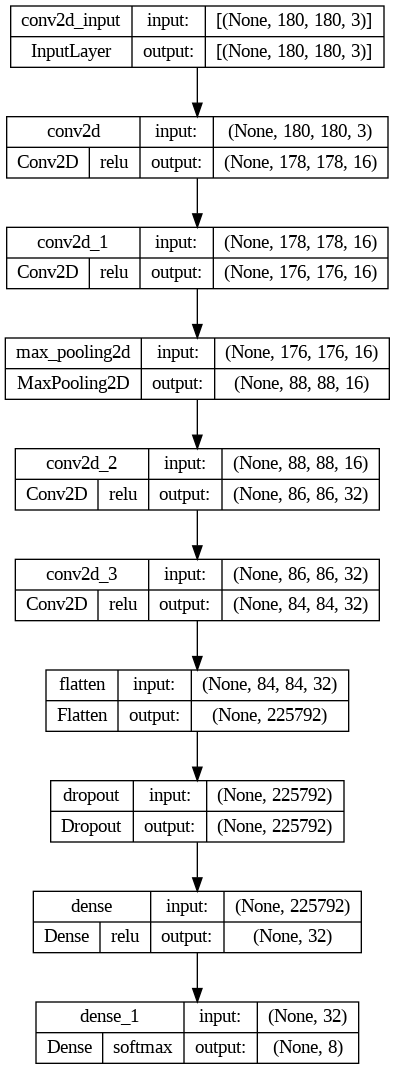 conv2d_input input: [(None, 180, 180, 3)]
InputLayer output: [(None, 180, 180, 3)]
conv2d input: (None, 180, 180, 3)
Conv2D relu output: (None, 178, 178, 16)
conv2d_1 input: (None, 178, 178, 16)
Conv2D relu output: (None, 176, 176, 16)
max_pooling2d input: (None, 176, 176, 16)
MaxPooling2D output: (None, 88, 88, 16)
conv2d_2 input: (None, 88, 88, 16)
Conv2D relu output: (None, 86, 86, 32)
conv2d_3 input: (None, 86, 86, 32)
Conv2D relu output: (None, 84, 84, 32)
flatten input: (None, 84, 84, 32)
Flatten output: (None, 225792)
dropout input: (None, 225792)
Dropout output: (None, 225792)
dense input: (None, 225792)
Dense relu output: (None, 32)
dense_1 input: (None, 32)
Dense softmax output: (None, 8)